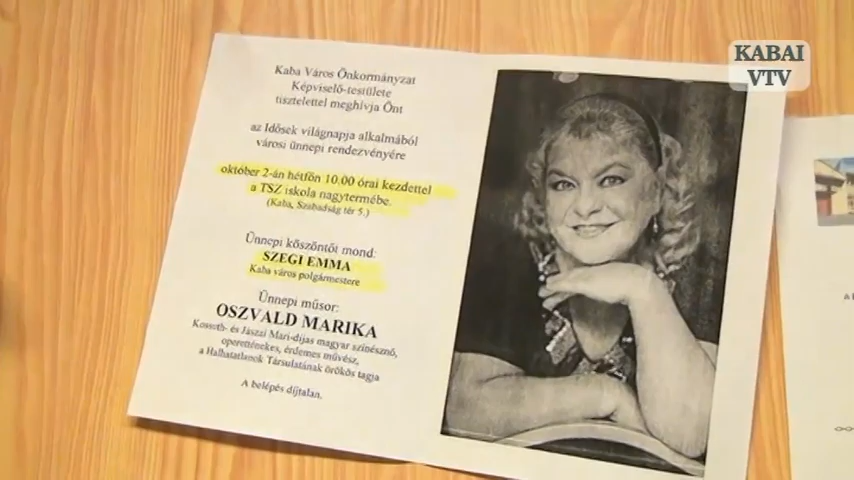 KABAI
VTV
Kaba Város Önkormányzat
Képviselő-testülete
tisztelettel meghívja Önt
az Idősek világnapja alkalmából
városi ünnepi rendezvényére
október 2-án hétfőn 10.00 órai kezdettel
a TSZ iskola nagytermébe.
(Kaba, Szabadság tér 5.)
Ünnepi köszöntőt mond:
SZEGI EMMA
Kaba város polgármestere
Ünnepi műsor:
OSZVALD MARIKA
Kossuth- és Jászai Mari-díjas magyar színésznő,
operetténekes, érdemes művész,
a Halhatatlanok Társulatának örökös tagja
A belépés díjtalan.